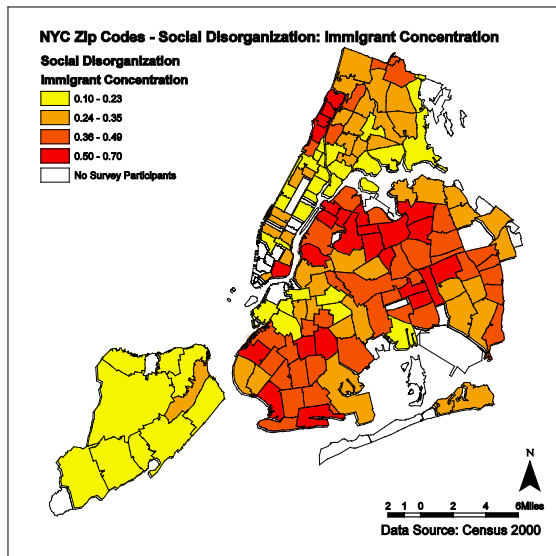 NYC Zip Codes - Social Disorganization: Immigrant Concentration
Social Disorganization
Immigrant Concentration
0.10 - 0.23
0.24 - 0.35
0.36 - 0.49
0.50 - 0.70
No Survey Participants
N
2 1 0 2 4 6Miles
Data Source: Census 2000